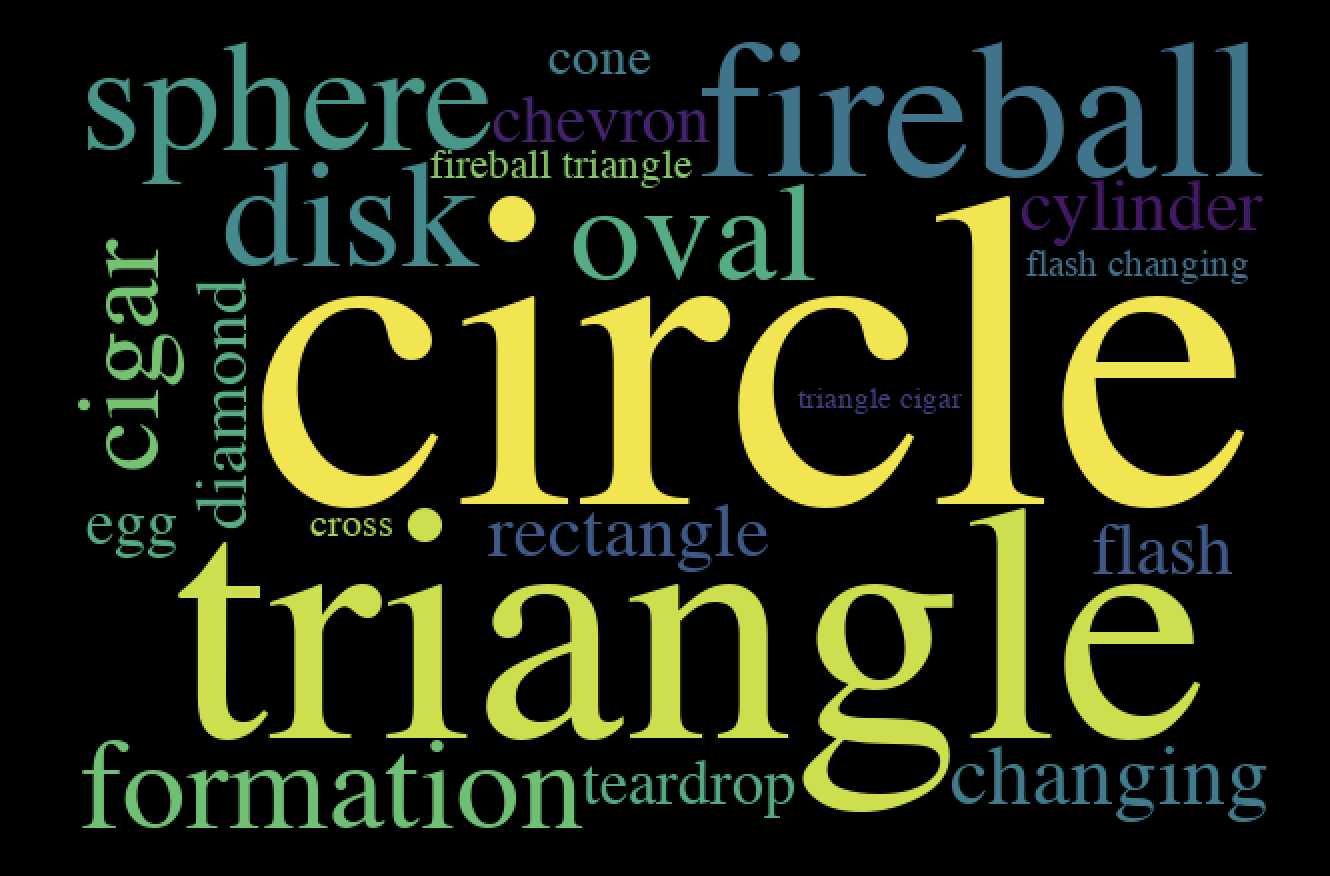 cone
sphere
fireball
chevron
fireball triangle
disk
oval
cylinder
flash changing
cigar
diamond
circle
triangle cigar
egg
cross
rectangle
flash
triangle
formation
teardrop
changing